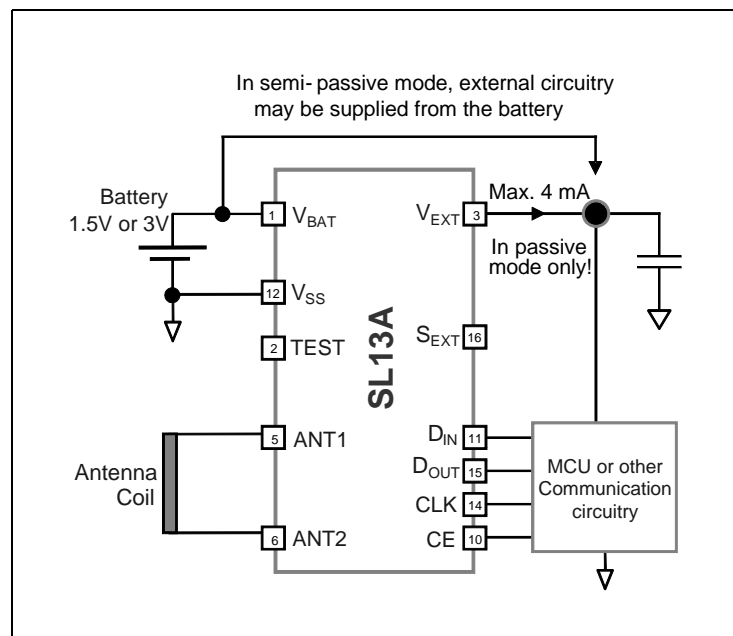 In semi- passive mode, external circuitry
may be supplied from the battery
Battery
1.5V or 3V
1
VBAT
VEXT
3
Max. 4 mA
In passive
mode only!
12
VSS
2
TEST
SL13A
SEXT
16
Antenna
Coil
5
ANT1
6
ANT2
DIN
11
DOUT
15
CLK
14
CE
10
MCU or other
Communication
circuitry